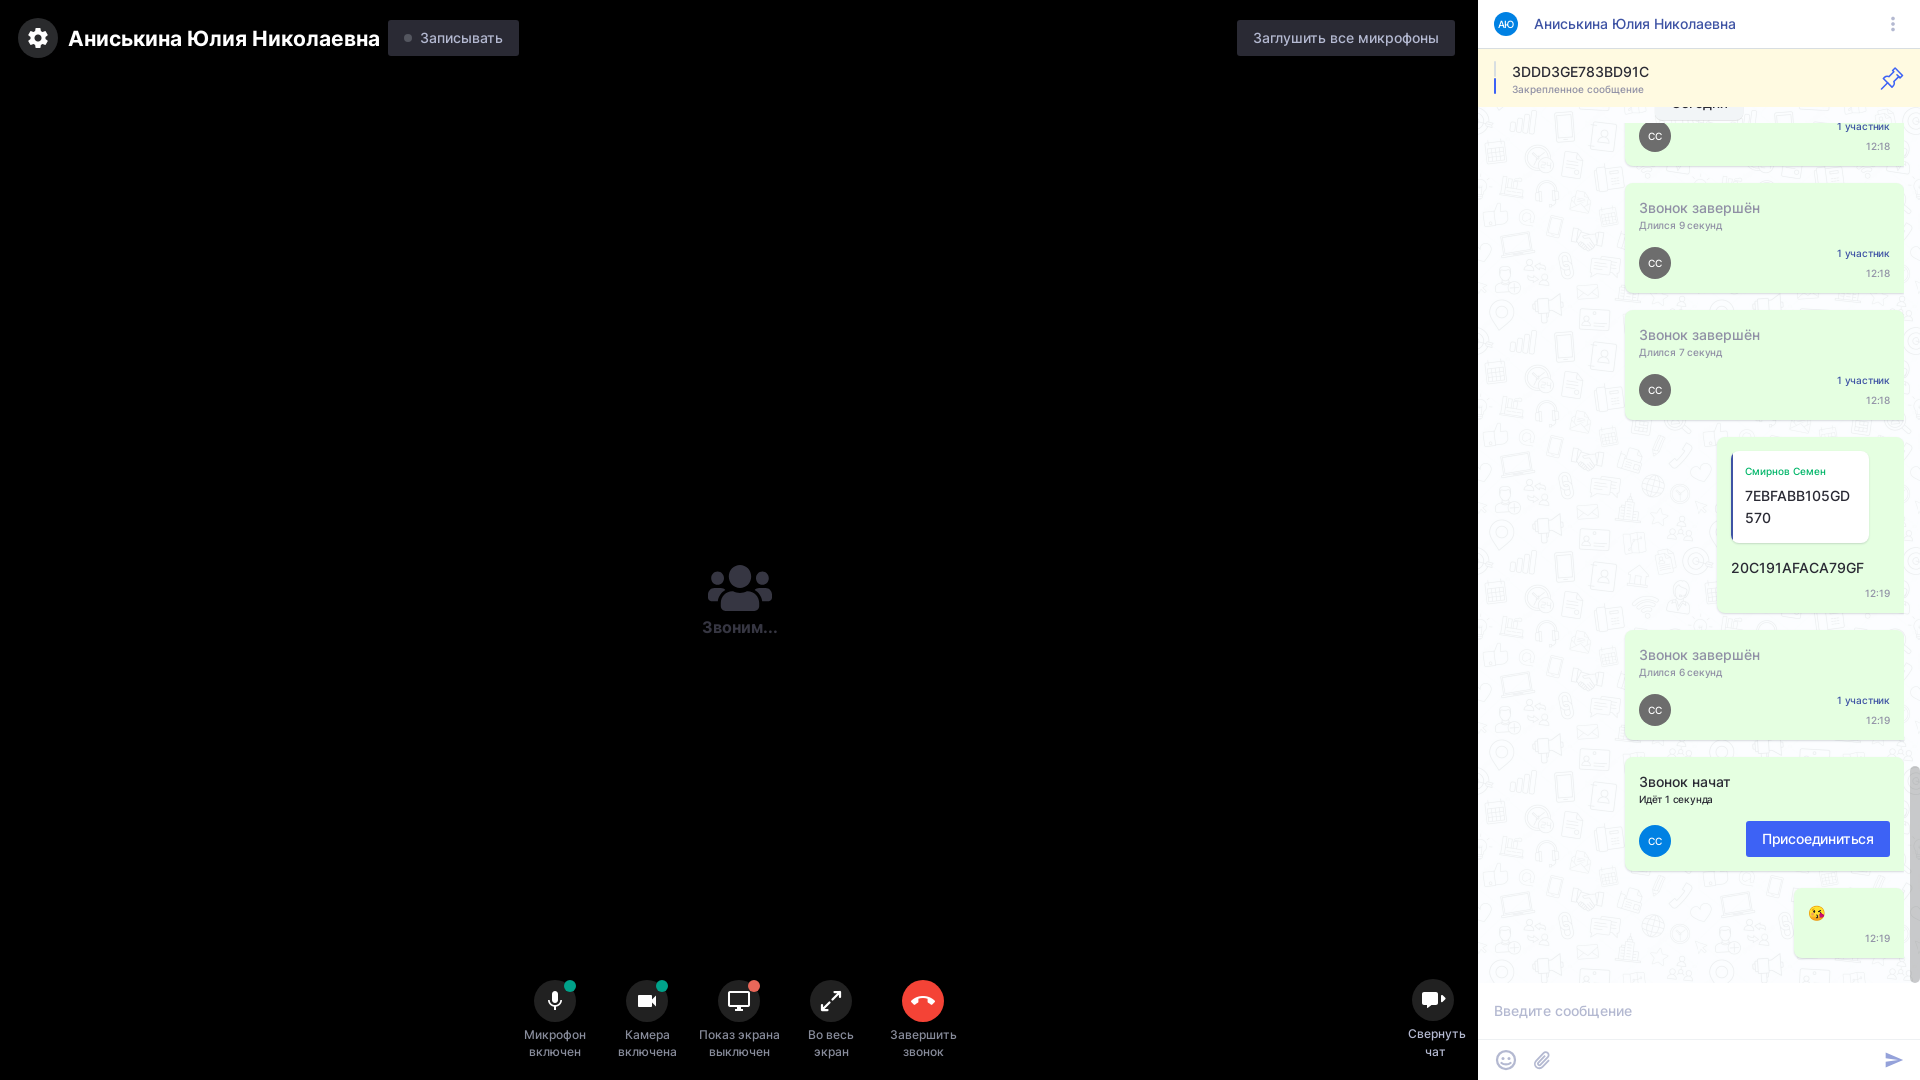 Аниськина Юлия Николаевна
Записывать
Заглушить все микрофоны
Звоним...
Микрофон
включен
Камера
включена
Показ экрана
выключен
Во весь
экран
Завершить
звонок
Свернуть
чат
АЮ
Аниськина Юлия Николаевна
3DDD3GE783BD91C
Закрепленное сообщение
СС
1 участник
12:18
Звонок завершён
Длился 9 секунд
СС
1 участник
12:18
Звонок завершён
Длился 7 секунд
СС
1 участник
12:18
Смирнов Семен
7EBFABB105GD
570
20C191AFACA79GF
12:19
Звонок завершён
Длился 6 секунд
СС
1 участник
12:19
Звонок начат
Идёт 1 секунда
СС
Присоединиться
12:19
Введите сообщение